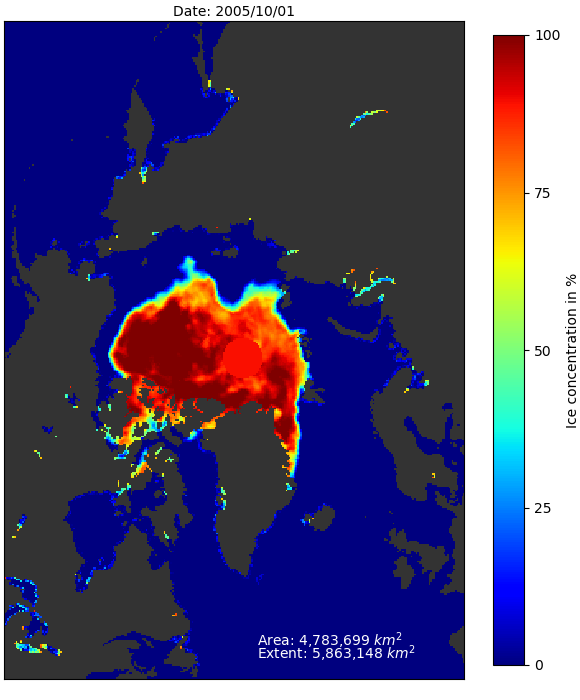 Date: 2005/10/01
100
75
50
25
0
Ice concentration in %
Area: 4,783,699 km²
Extent: 5,863,148 km²